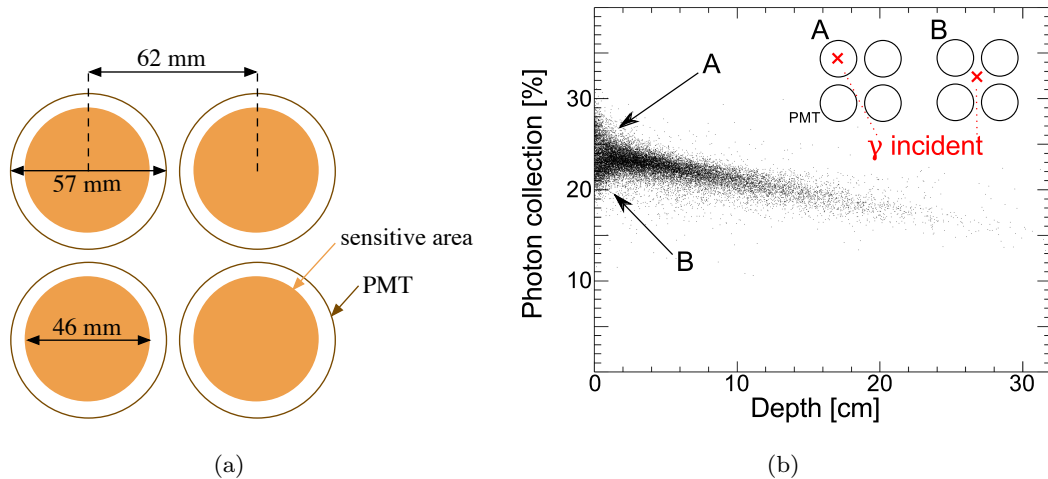 62 mm
57 mm
sensitive area
PMT
46 mm
(a)
Photon collection [%]
30
20
10
0
10
20
30
Depth [cm]
A
B
A
B
PMT
γ incident
(b)